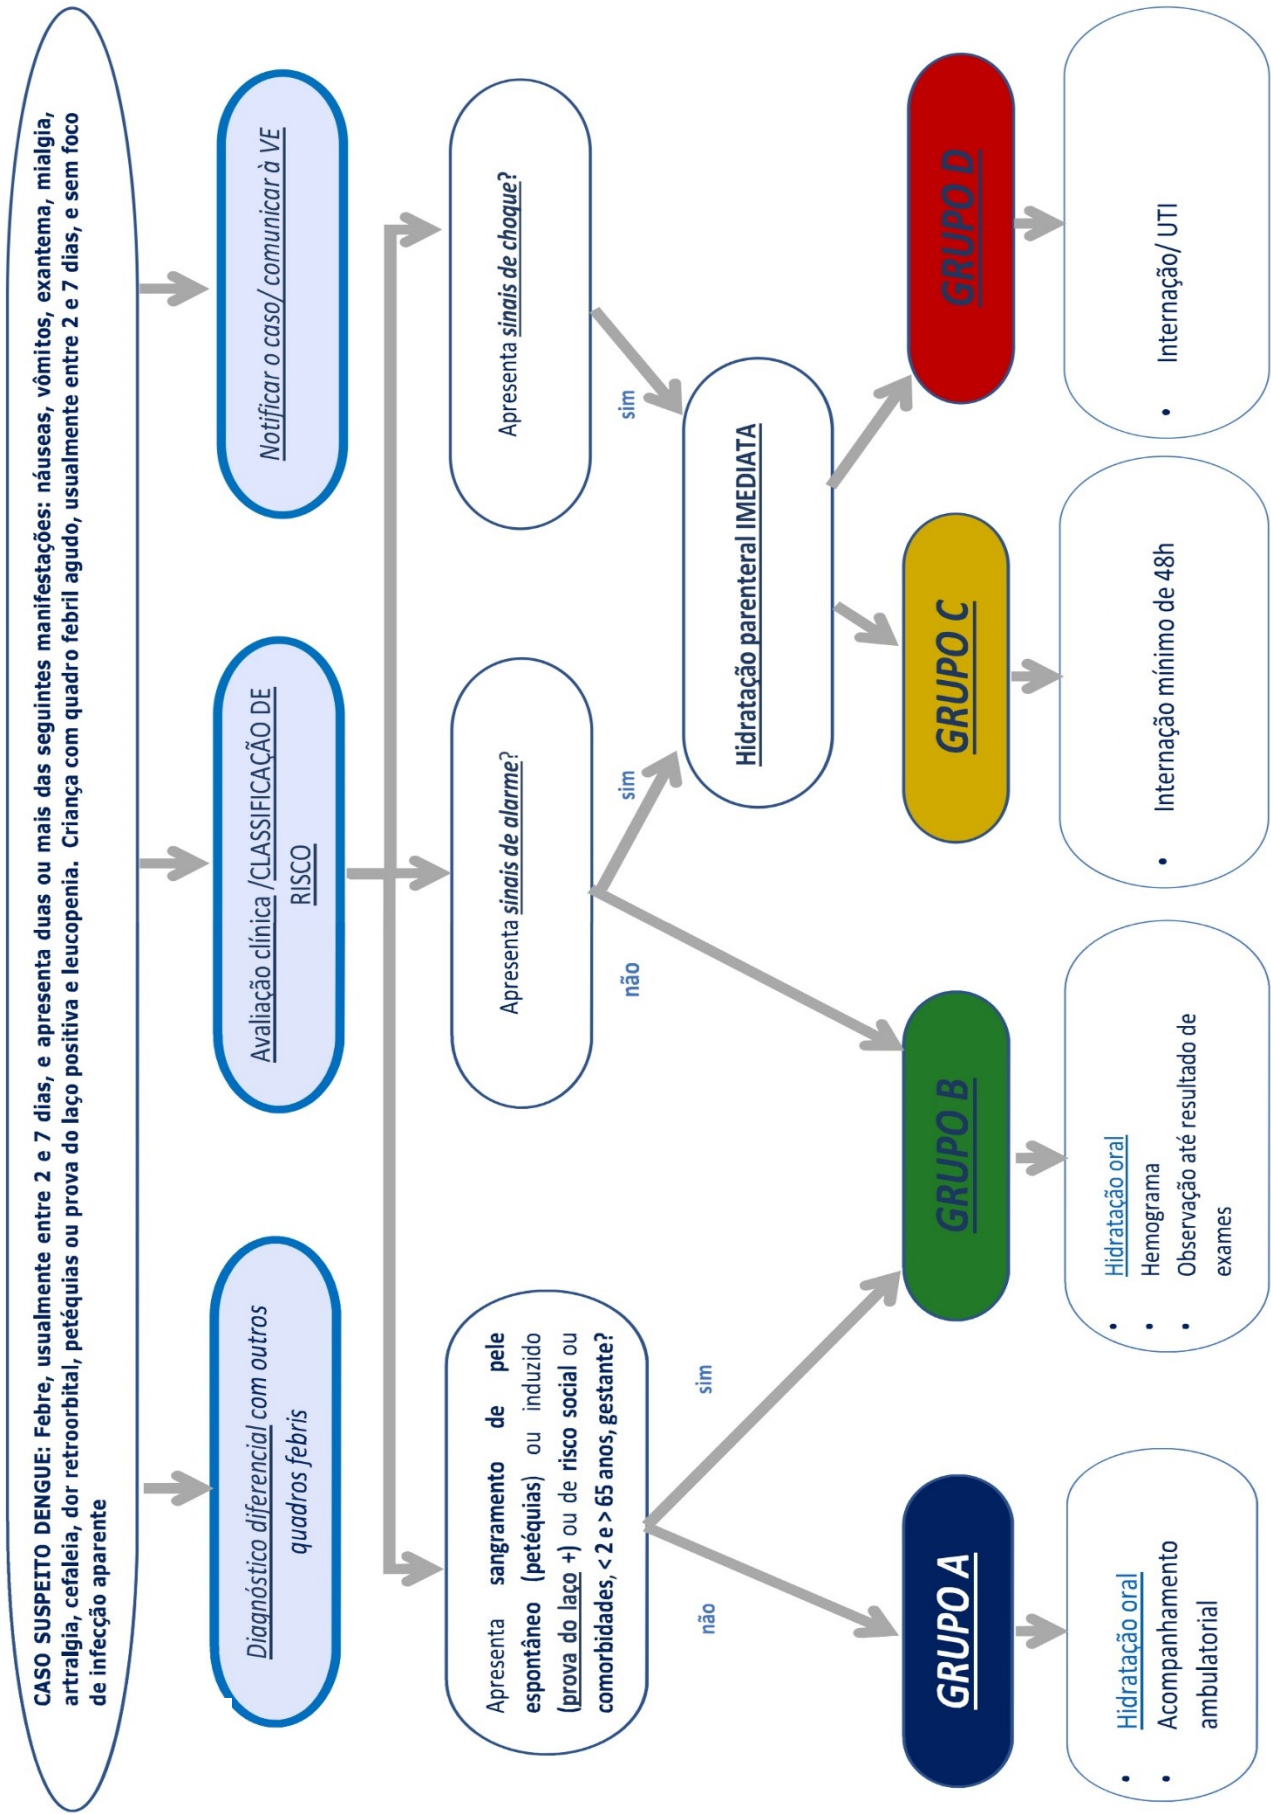 CASO SUSPEITO DENGUE: Febre, usualmente entre 2 e 7 dias, e apresenta duas ou mais das seguintes manifestações: náuseas, vômitos, exantema, mialgia,
artralgia, cefaleia, dor retroorbital, petéquias ou prova do laço positiva e leucopenia. Criança com quadro febril agudo, usualmente entre 2 e 7 dias, e sem foco
de infecção aparente
Diagnóstico diferencial com outros
quadros febris
Avaliação clínica /CLASSIFICAÇÃO DE
RISCO
Notificar o caso/ comunicar à VE
Apresenta sangramento de pele
espontâneo (petéquias) ou induzido
(prova do laço +) ou de risco social ou
comorbidades, < 2 e > 65 anos, gestante?
Apresenta sinais de alarme?
Apresenta sinais de choque?
não
sim
não
sim
sim
Hidratação parenteral IMEDIATA
GRUPO A
GRUPO B
GRUPO C
GRUPO D
• Hidratação oral
• Acompanhamento
ambulatorial
• Hidratação oral
• Hemograma
• Observação até resultado de
exames
• Internação mínimo de 48h
• Internação/ UTI